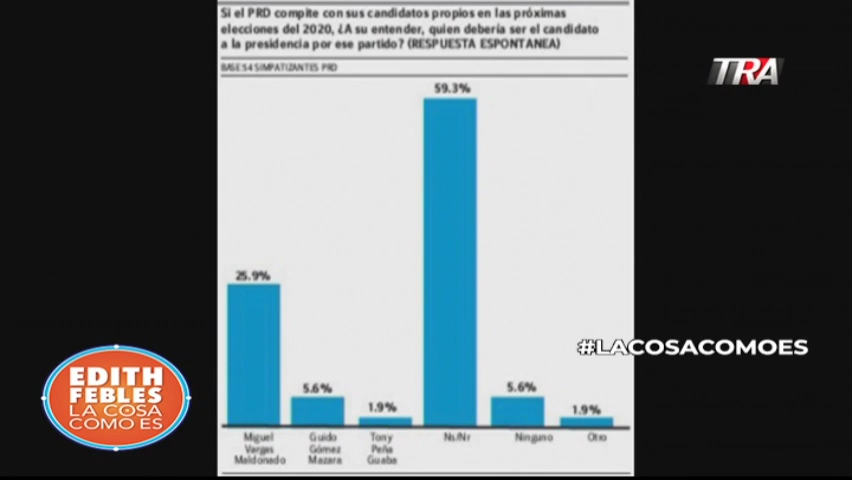 Si el PRD compite con sus candidatos propios en las próximas
elecciones del 2020, ¿A su entender, quien debería ser el candidato
a la presidencia por ese partido? (RESPUESTA ESPONTANEA)
BASE 54 SIMPATIZANTES PRD
TRA
59.3%
25.9%
5.6%
1.9%
5.6%
1.9%
#LACOSACOMOES
Miguel
Vargas
Maldonado
Guido
Gómez
Mazara
Tony
Peña
Guaba
Ns/Nr
Ninguno
Otro
EDITH
FEBLES
LA COSA
COMO ES